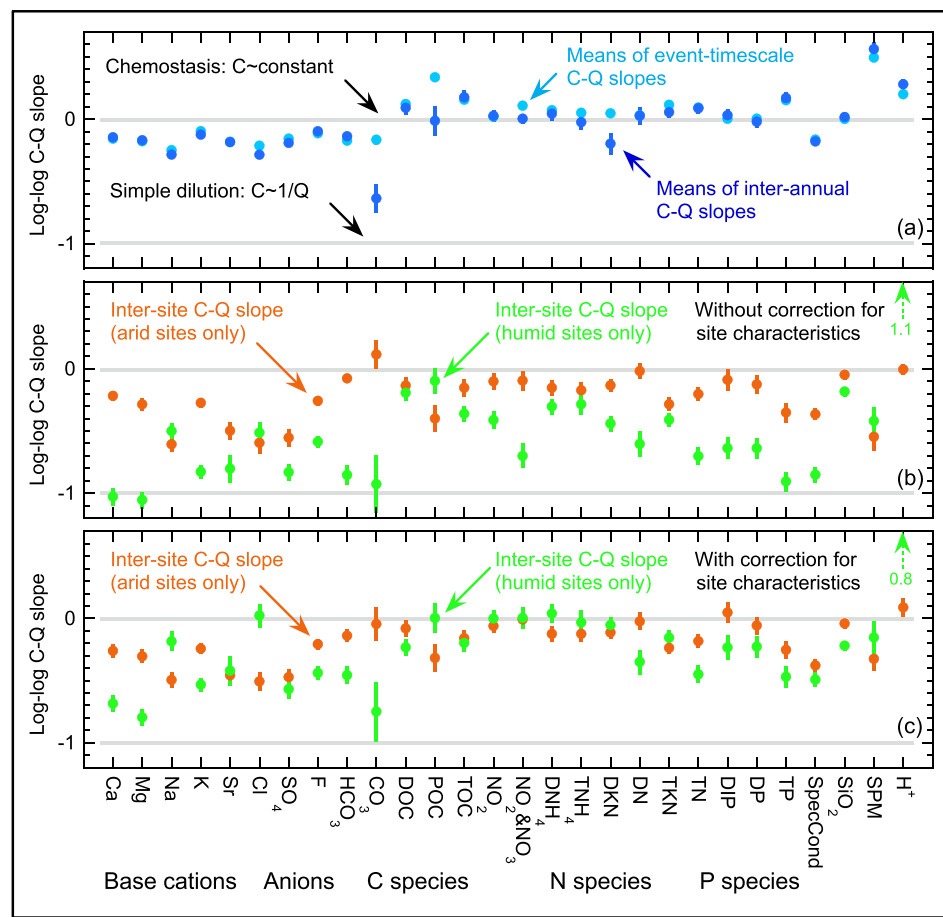 Log-log C-Q slope
0
-1
Chemostasis: C~constant
Means of event-timescale
C-Q slopes
Simple dilution: C~1/Q
Means of inter-annual
C-Q slopes
(a)
Log-log C-Q slope
0
-1
Inter-site C-Q slope
(arid sites only)
Inter-site C-Q slope
(humid sites only)
Without correction for
site characteristics
1.1
(b)
Log-log C-Q slope
0
-1
Inter-site C-Q slope
(arid sites only)
Inter-site C-Q slope
(humid sites only)
With correction for
site characteristics
0.8
(c)
Ca
Mg
Na
K
Sr
Cl
SO4
F
HCO3
CO3
DOC
POC
TOC
NO2
NO2&NO3
DNH4
TNH4
DKN
DN
TKN
TN
DIP
DP
TP
SpecCond
SiO2
SPM
H+
Base cations
Anions
C species
N species
P species